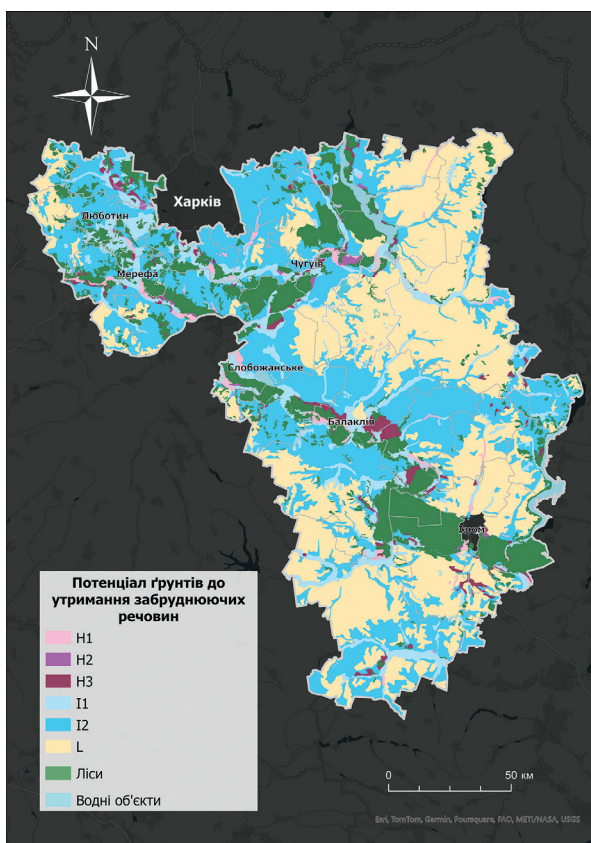 N
Харків
Люботин
Мерефа
Чугуїв
Слобожанське
Балаклія
Ізюм
Потенціал ґрунтів до
утримання забруднюючих
речовин
H1
H2
H3
I1
I2
L
Ліси
Водні об'єкти
0 50 км
Esri, TomTom, Garmin, Foursquare, FAO, METI/NASA, USGS